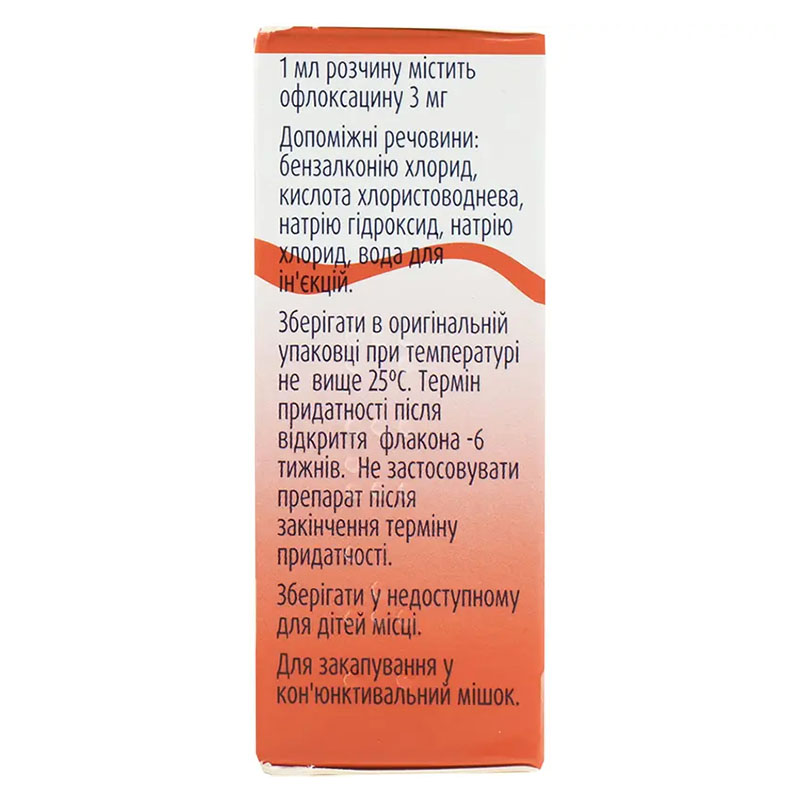 1 мл розчину містить
офлоксацину 3 мг
Допоміжні речовини:
бензалконію хлорид,
кислота хлористоводнева,
натрію гідроксид, натрію
хлорид, вода для
ін'єкцій.
Зберігати в оригінальній
упаковці при температурі
не вище 25ºС. Термін
придатності після
відкриття флакона -6
тижнів. Не застосовувати
препарат після
закінчення терміну
придатності.
Зберігати у недоступному
для дітей місці.
Для закапування у
кон'юнктивальний мішок.